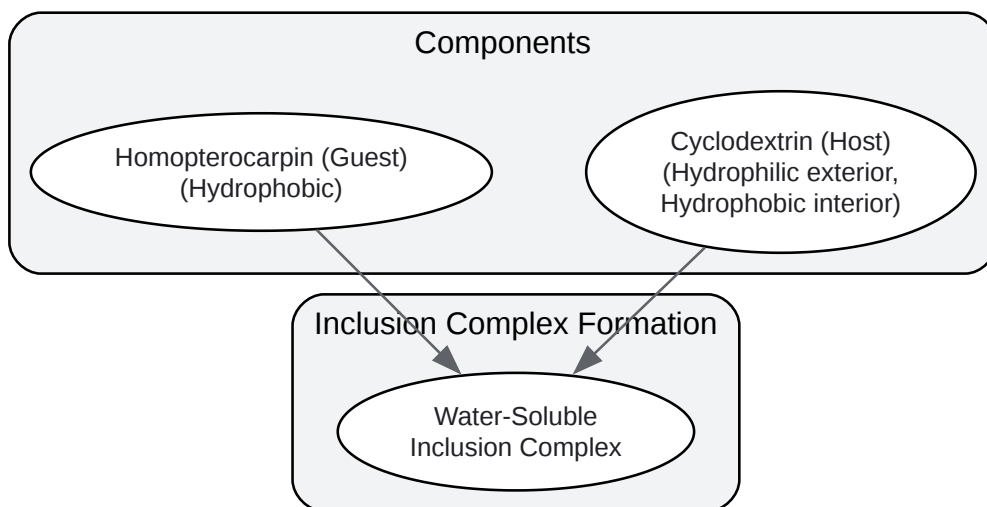 Components
Homopterocarpin (Guest)
(Hydrophobic)
Cyclodextrin (Host)
(Hydrophilic exterior,
Hydrophobic interior)
Inclusion Complex Formation
Water-Soluble
Inclusion Complex